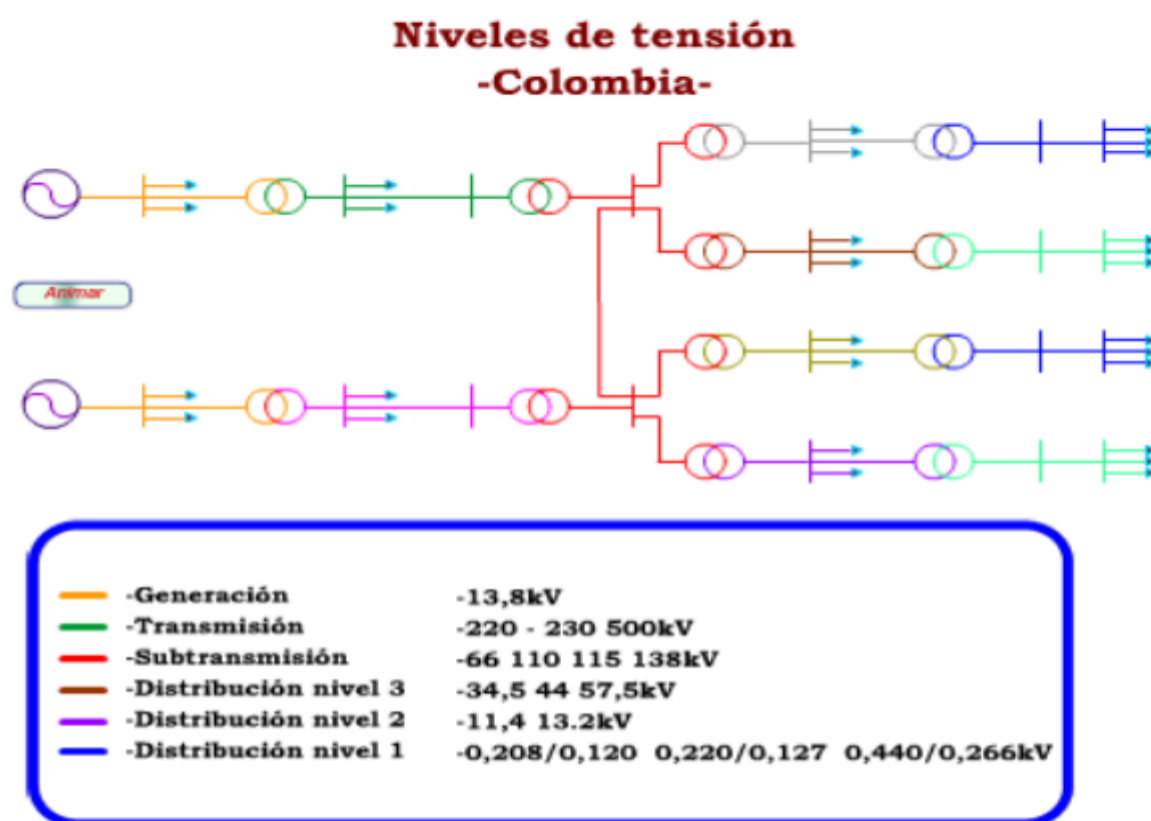 Niveles de tensión
-Colombia-
Animar
-Generación -13,8kV
-Transmisión -220 - 230 500kV
-Subtransmisión -66 110 115 138kV
-Distribución nivel 3 -34,5 44 57,5kV
-Distribución nivel 2 -11,4 13.2kV
-Distribución nivel 1 -0,208/0,120 0,220/0,127 0,440/0,266kV